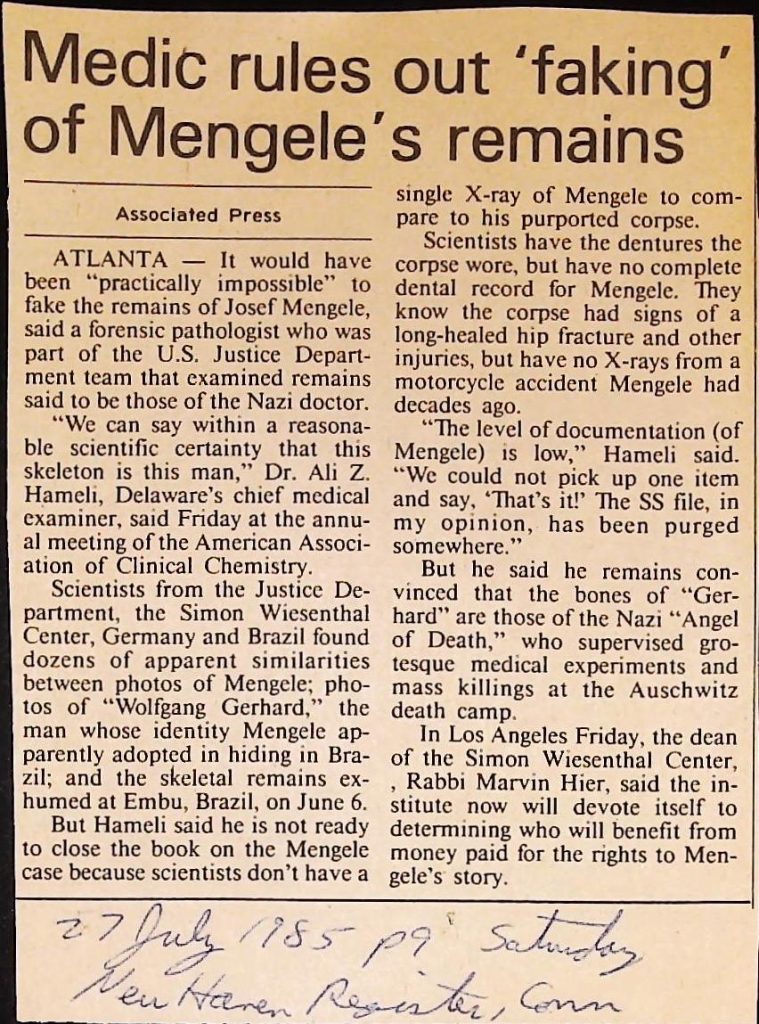 Medic rules out ‘faking’
of Mengele’s remains
Associated Press
ATLANTA — It would have
been “practically impossible” to
fake the remains of Josef Mengele,
said a forensic pathologist who was
part of the U.S. Justice Depart-
ment team that examined remains
said to be those of the Nazi doctor.
“We can say within a reasona-
ble scientific certainty that this
skeleton is this man,” Dr. Ali Z.
Hameli, Delaware’s chief medical
examiner, said Friday at the annu-
al meeting of the American Associ-
ation of Clinical Chemistry.
Scientists from the Justice De-
partment, the Simon Wiesenthal
Center, Germany and Brazil found
dozens of apparent similarities
between photos of Mengele; pho-
tos of “Wolfgang Gerhard,” the
man whose identity Mengele ap-
parently adopted in hiding in Bra-
zil; and the skeletal remains ex-
humed at Embu, Brazil, on June 6.
But Hameli said he is not ready
to close the book on the Mengele
case because scientists don’t have a
single X-ray of Mengele to com-
pare to his purported corpse.
Scientists have the dentures the
corpse wore, but have no complete
dental record for Mengele. They
know the corpse had signs of a
long-healed hip fracture and other
injuries, but have no X-rays from a
motorcycle accident Mengele had
decades ago.
“The level of documentation (of
Mengele) is low,” Hameli said.
“We could not pick up one item
and say, ‘That’s it!’ The SS file, in
my opinion, has been purged
somewhere.”
But he said he remains con-
vinced that the bones of “Ger-
hard” are those of the Nazi “Angel
of Death,” who supervised gro-
tesque medical experiments and
mass killings at the Auschwitz
death camp.
In Los Angeles Friday, the dean
of the Simon Wiesenthal Center,
, Rabbi Marvin Hier, said the in-
stitute now will devote itself to
determining who will benefit from
money paid for the rights to Men-
gele’s story.
27 July 1985 p9 Saturday
New Haven Register, Conn